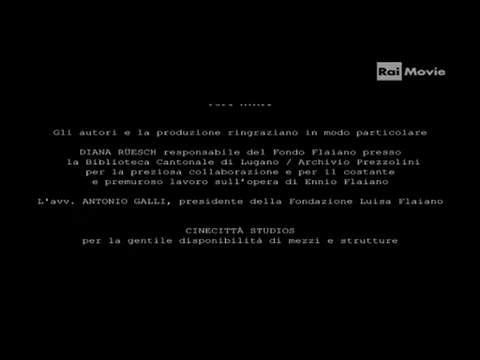 Rai Movie
Gli autori e la produzione ringraziano in modo particolare
DIANA RÜESCH responsabile del Fondo Flaiano presso
la Biblioteca Cantonale di Lugano / Archivio Prezzolini
per la preziosa collaborazione e per il costante
e premuroso lavoro sull'opera di Ennio Flaiano
L'avv. ANTONIO GALLI, presidente della Fondazione Luisa Flaiano
CINECITTÀ STUDIOS
per la gentile disponibilità di mezzi e strutture